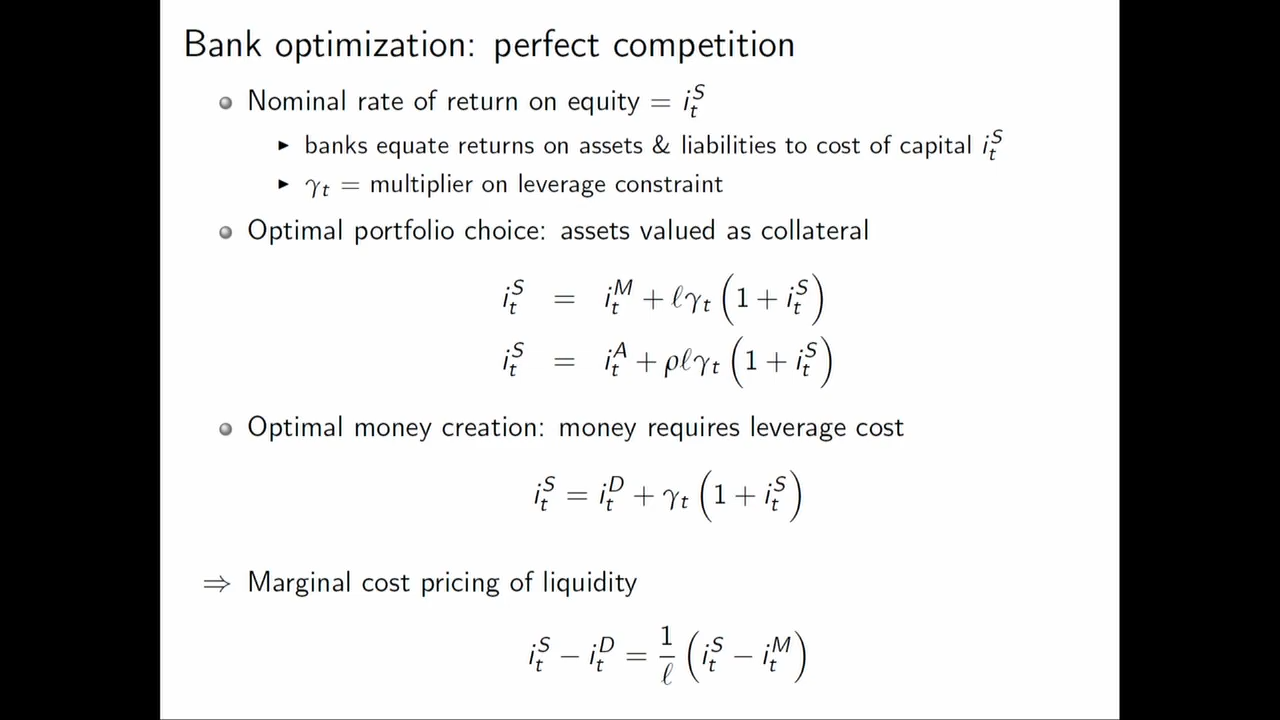 Bank optimization: perfect competition
Nominal rate of return on equity = i_t^S
▸ banks equate returns on assets & liabilities to cost of capital i_t^S
▸ γ_t = multiplier on leverage constraint
Optimal portfolio choice: assets valued as collateral
i_t^S = i_t^M + ℓγ_t (1 + i_t^S)
i_t^S = i_t^A + ρℓγ_t (1 + i_t^S)
Optimal money creation: money requires leverage cost
i_t^S = i_t^D + γ_t (1 + i_t^S)
⇒ Marginal cost pricing of liquidity
i_t^S − i_t^D = 1/ℓ (i_t^S − i_t^M)